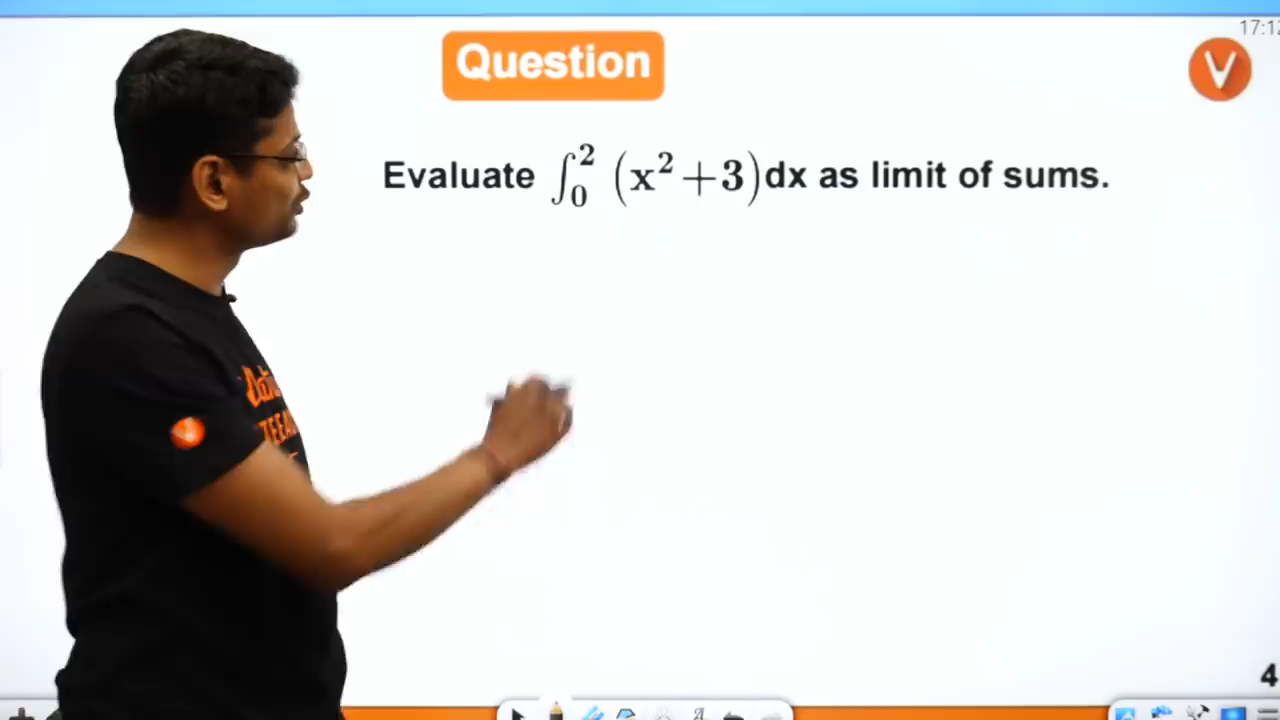 17:12
Question
V
Evaluate $\int_0^2 (x^2+3)dx$ as limit of sums.
4